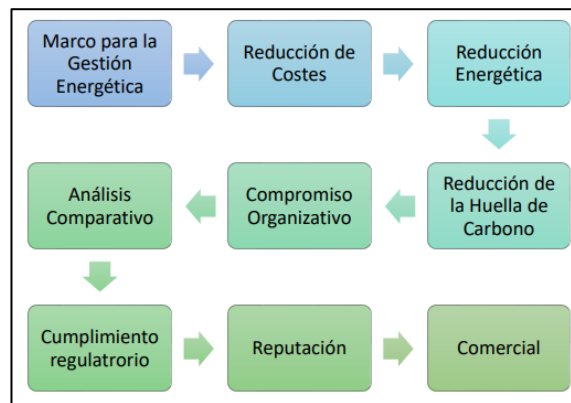 Marco para la
Gestión
Energética
Reducción de
Costes
Reducción
Energética
Reducción de
la Huella de
Carbono
Compromiso
Organizativo
Análisis
Comparativo
Cumplimiento
regulatrorio
Reputación
Comercial